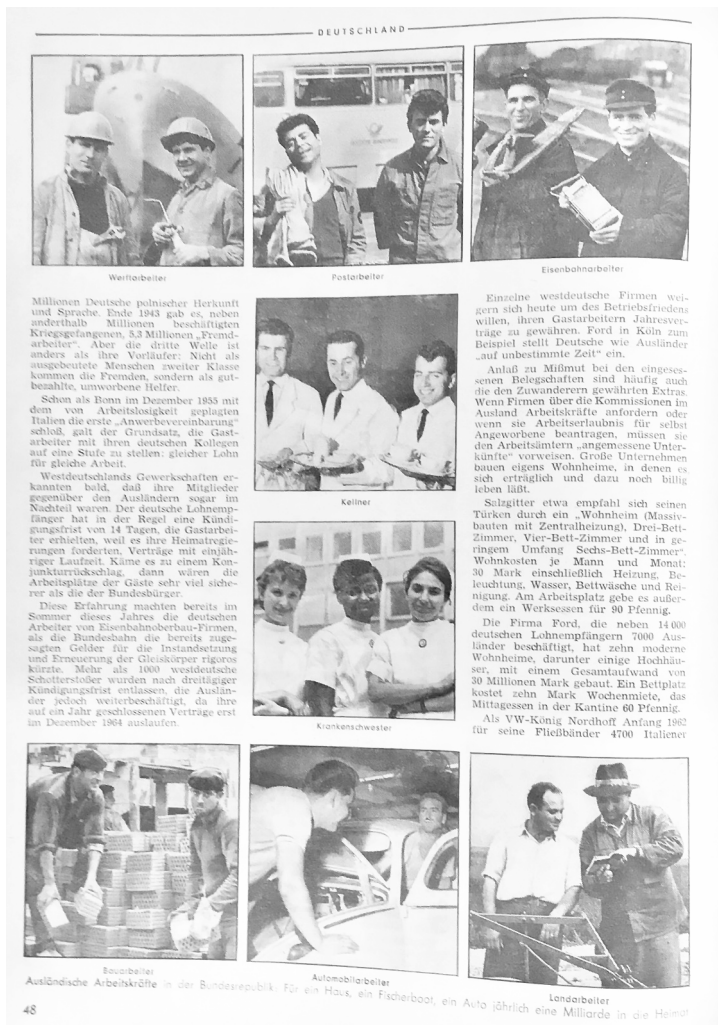 DEUTSCHLAND
Werftarbeiter
Postarbeiter
Eisenbahnarbeiter
Millionen Deutsche polnischer Herkunft
und Sprache. Ende 1943 gab es, neben
anderthalb Millionen beschäftigten
Kriegsgefangenen, 5,3 Millionen „Fremd-
arbeiter“. Aber die dritte Welle ist
anders als ihre Vorläufer: Nicht als
ausgebeutete Menschen zweiter Klasse
kommen die Fremden, sondern als gut-
bezahlte, umworbene Helfer.
Schon als Bonn im Dezember 1955 mit
dem von Arbeitslosigkeit geplagten
Italien die erste „Anwerbevereinbarung“
schloß, galt der Grundsatz, die Gast-
arbeiter mit ihren deutschen Kollegen
auf eine Stufe zu stellen: gleicher Lohn
für gleiche Arbeit.
Westdeutschlands Gewerkschaften er-
kannten bald, daß ihre Mitglieder
gegenüber den Ausländern sogar im
Nachteil waren. Der deutsche Lohnemp-
fänger hat in der Regel eine Kündi-
gungsfrist von 14 Tagen, die Gastarbei-
ter erhielten, weil es ihre Heimatregie-
rungen forderten, Verträge mit einjäh-
riger Laufzeit. Käme es zu einem Kon-
junkturrückschlag, dann wären die
Arbeitsplätze der Gäste sehr viel siche-
rer als die der Bundesbürger.
Diese Erfahrung machten bereits im
Sommer dieses Jahres die deutschen
Arbeiter von Eisenbahnoberbau-Firmen,
als die Bundesbahn die bereits zuge-
sagten Gelder für die Instandsetzung
und Erneuerung der Gleiskörper rigoros
kürzte. Mehr als 1000 westdeutsche
Schotterstoßer wurden nach dreitägiger
Kündigungsfrist entlassen, die Auslän-
der jedoch weiterbeschäftigt, da ihre
auf ein Jahr geschlossenen Verträge erst
im Dezember 1964 auslaufen.
Kellner
Krankenschwester
Einzelne westdeutsche Firmen wei-
gern sich heute um des Betriebsfriedens
willen, ihren Gastarbeitern Jahresver-
träge zu gewähren. Ford in Köln zum
Beispiel stellt Deutsche wie Ausländer
„auf unbestimmte Zeit“ ein.
Anlaß zu Mißmut bei den eingeses-
senen Belegschaften sind häufig auch
die den Zuwanderern gewährten Extras.
Wenn Firmen über die Kommissionen im
Ausland Arbeitskräfte anfordern oder
wenn sie Arbeitserlaubnis für selbst
Angeworbene beantragen, müssen sie
den Arbeitsämtern „angemessene Unter-
künfte“ vorweisen. Große Unternehmen
bauen eigens Wohnheime, in denen es
sich erträglich und dazu noch billig
leben läßt.
Salzgitter etwa empfahl sich seinen
Türken durch ein „Wohnheim (Massiv-
bauten mit Zentralheizung), Drei-Bett-
Zimmer, Vier-Bett-Zimmer und in ge-
ringem Umfang Sechs-Bett-Zimmer“.
Wohnkosten je Mann und Monat:
30 Mark einschließlich Heizung, Be-
leuchtung, Wasser, Bettwäsche und Rei-
nigung. Am Arbeitsplatz gebe es außer-
dem ein Werksessen für 90 Pfennig.
Die Firma Ford, die neben 14 000
deutschen Lohnempfängern 7000 Aus-
länder beschäftigt, hat zehn moderne
Wohnheime, darunter einige Hochhäu-
ser, mit einem Gesamtaufwand von
30 Millionen Mark gebaut. Ein Bettplatz
kostet zehn Mark Wochenmiete, das
Mittagessen in der Kantine 60 Pfennig.
Als VW-König Nordhoff Anfang 1962
für seine Fließbänder 4700 Italiener
Bauarbeiter
Automobilarbeiter
Landarbeiter
Ausländische Arbeitskräfte in der Bundesrepublik: Für ein Haus, ein Fischerboot, ein Auto jährlich eine Milliarde in die Heimat
48